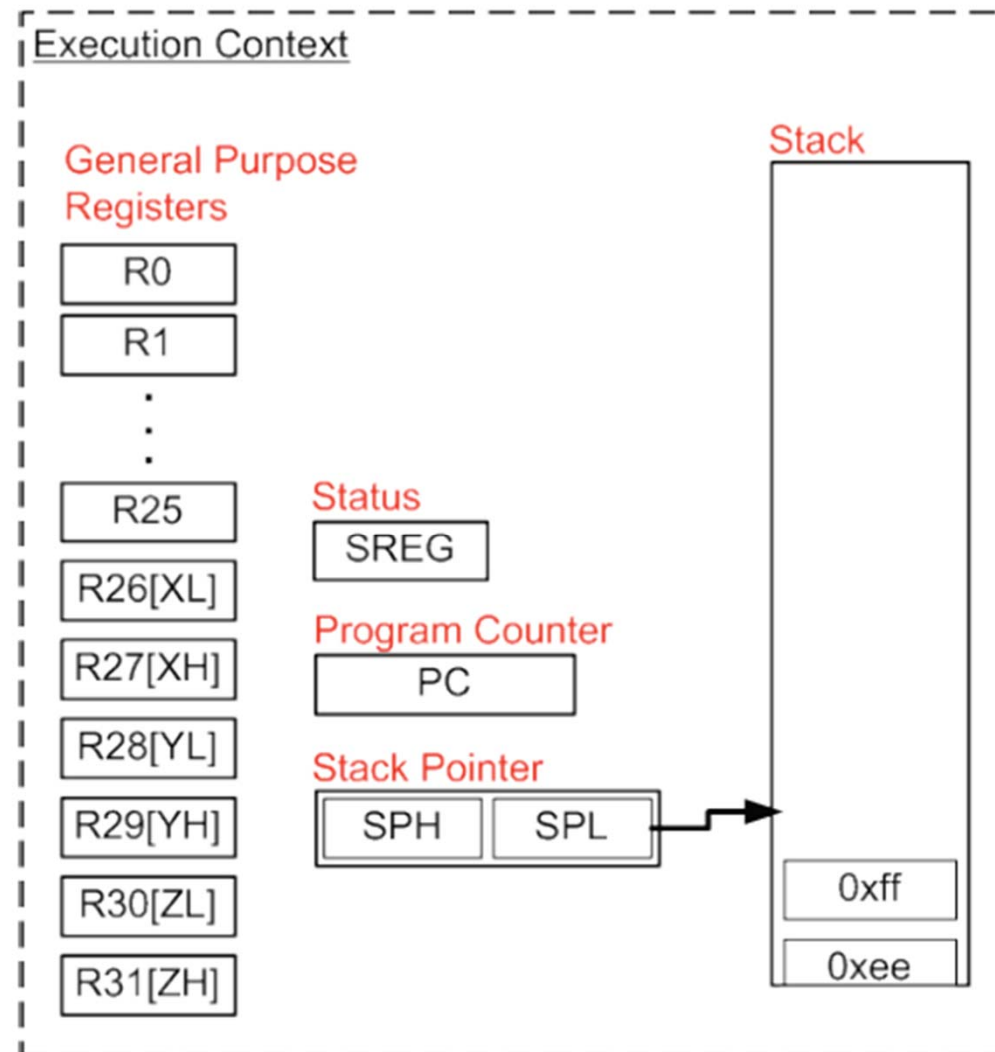 Execution Context
General Purpose
Registers
R0
R1
R25
R26[XL]
R27[XH]
R28[YL]
R29[YH]
R30[ZL]
R31[ZH]
Status
SREG
Program Counter
PC
Stack Pointer
SPH SPL
Stack
0xff
0xee